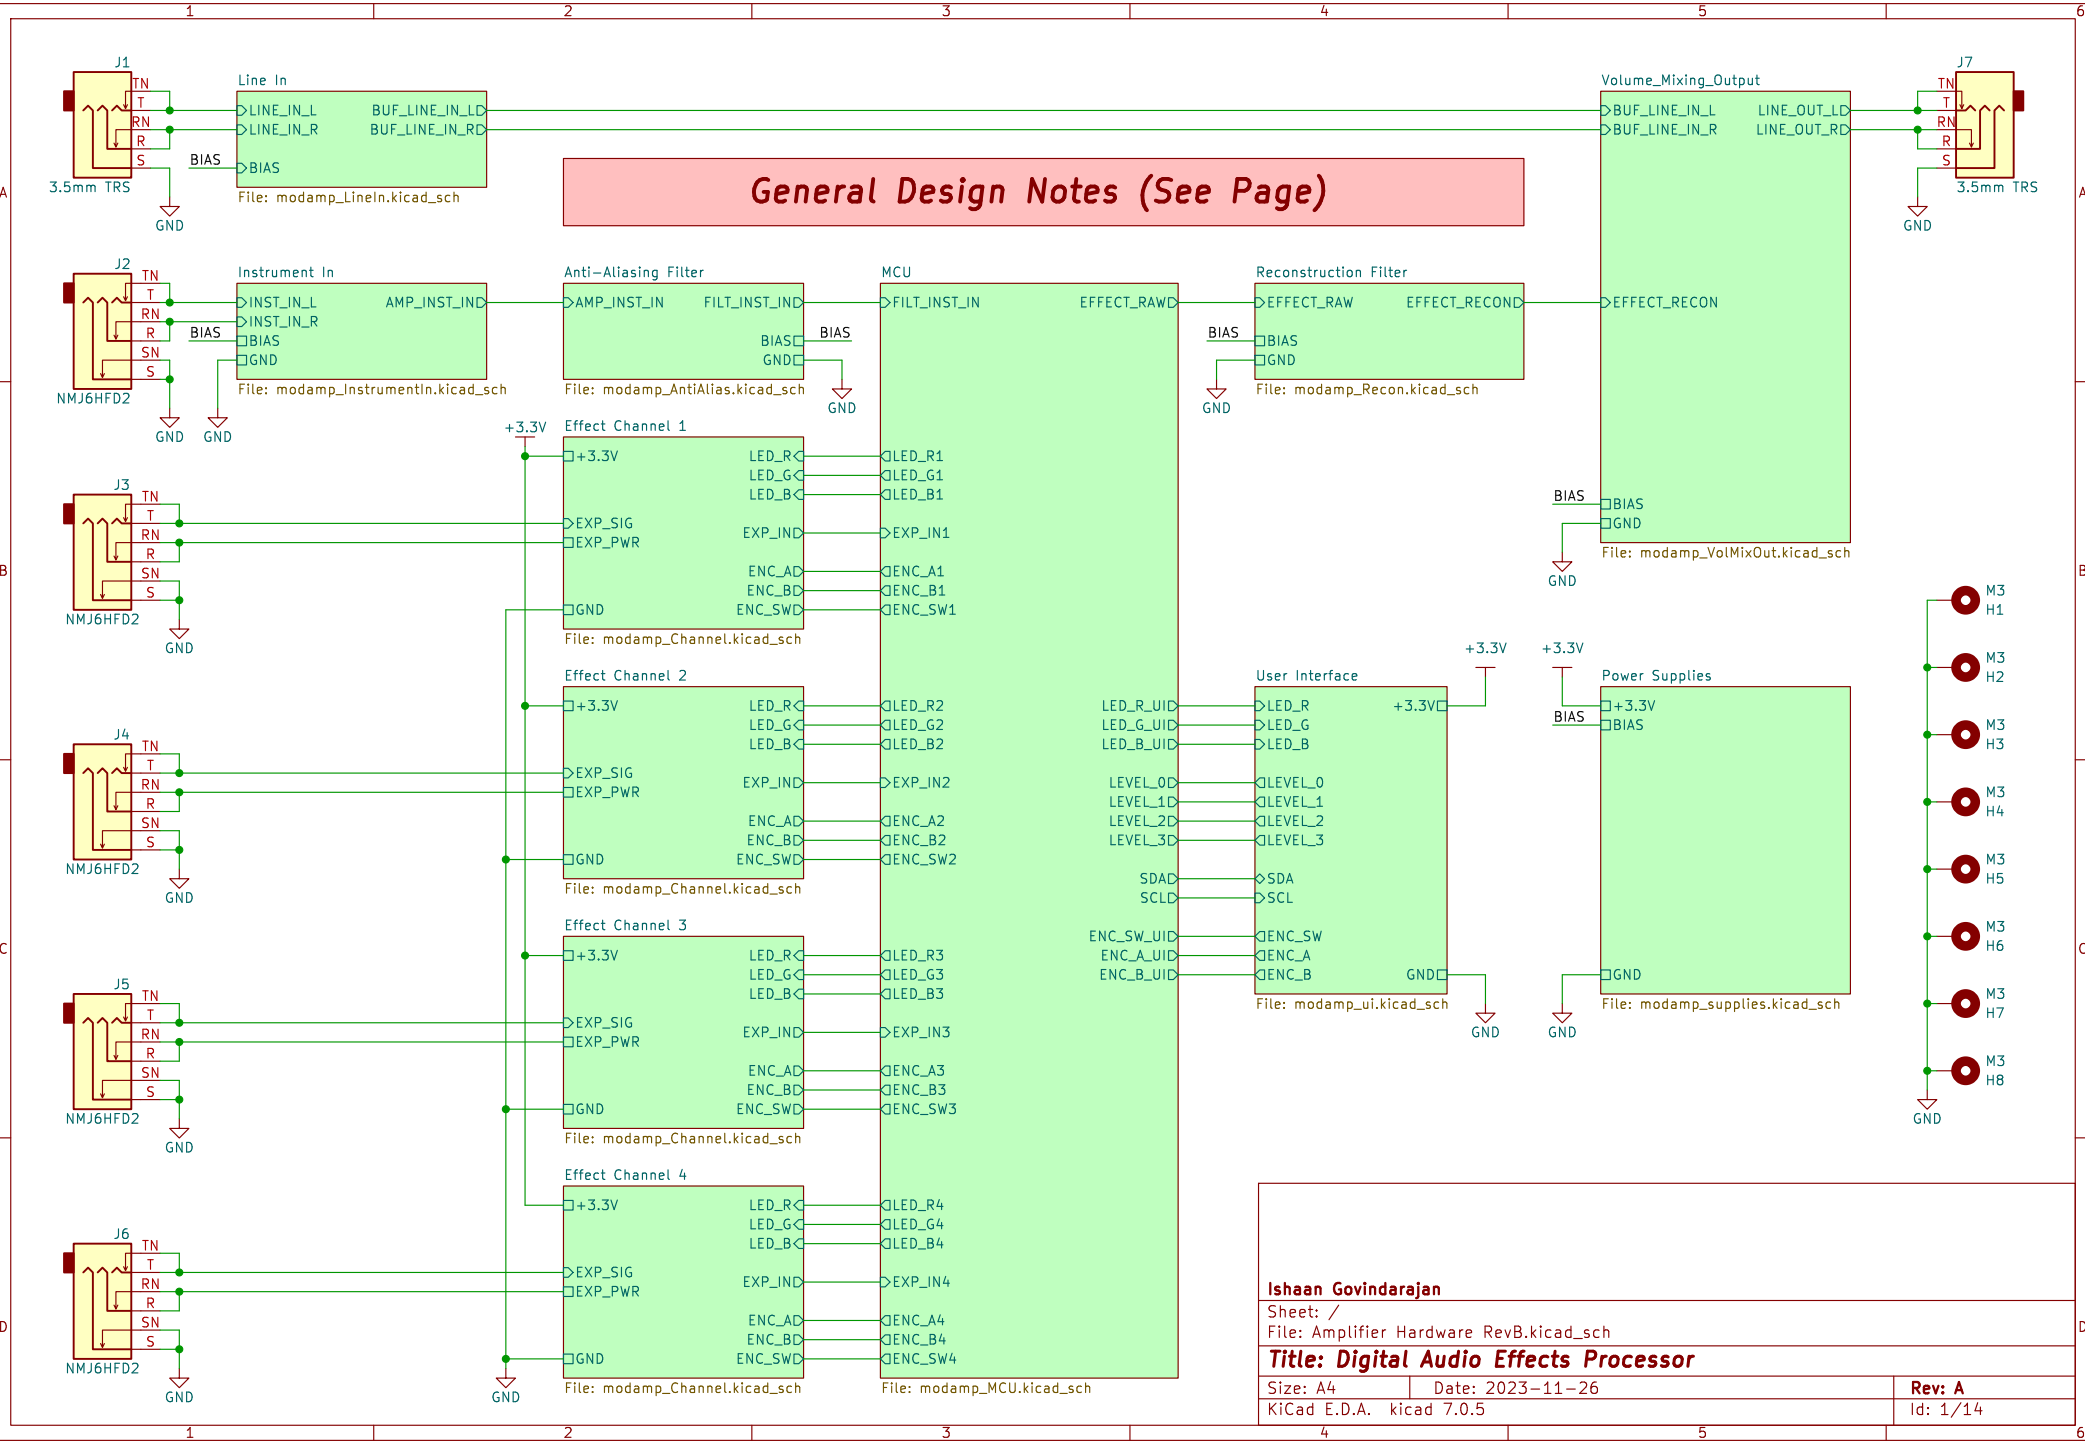 1 2 3 4 5 6
J1
TN
T
RN
R
S
3.5mm TRS
GND
BIAS
Line In
LINE_IN_L BUF_LINE_IN_L
LINE_IN_R BUF_LINE_IN_R
BIAS
File: modamp_LineIn.kicad_sch
General Design Notes (See Page)
Volume_Mixing_Output
BUF_LINE_IN_L LINE_OUT_L
BUF_LINE_IN_R LINE_OUT_R
EFFECT_RECON
BIAS
BIAS
GND
File: modamp_VolMixOut.kicad_sch
GND
J7
TN
T
RN
R
S
3.5mm TRS
GND
A A
J2
TN
T
RN
R
SN
S
NMJ6HFD2
GND
BIAS
GND
Instrument In
INST_IN_L AMP_INST_IN
INST_IN_R
BIAS
GND
File: modamp_InstrumentIn.kicad_sch
Anti-Aliasing Filter
AMP_INST_IN FILT_INST_IN
BIAS
GND
File: modamp_AntiAlias.kicad_sch
BIAS
GND
MCU
FILT_INST_IN EFFECT_RAW
LED_R1
LED_G1
LED_B1
EXP_IN1
ENC_A1
ENC_B1
ENC_SW1
LED_R2 LED_R_UI
LED_G2 LED_G_UI
LED_B2 LED_B_UI
EXP_IN2 LEVEL_0
LEVEL_1
ENC_A2 LEVEL_2
ENC_B2 LEVEL_3
ENC_SW2
SDA
SCL
ENC_SW_UI
LED_R3 ENC_A_UI
LED_G3 ENC_B_UI
LED_B3
EXP_IN3
ENC_A3
ENC_B3
ENC_SW3
LED_R4
LED_G4
LED_B4
EXP_IN4
ENC_A4
ENC_B4
ENC_SW4
File: modamp_MCU.kicad_sch
Reconstruction Filter
EFFECT_RAW EFFECT_RECON
BIAS
BIAS
GND
File: modamp_Recon.kicad_sch
GND
+3.3V
Effect Channel 1
+3.3V LED_R
LED_G
LED_B
EXP_SIG EXP_IN
EXP_PWR
ENC_A
ENC_B
GND ENC_SW
File: modamp_Channel.kicad_sch
J3
TN
T
RN
R
SN
S
NMJ6HFD2
GND
B B
Effect Channel 2
+3.3V LED_R
LED_G
LED_B
EXP_SIG EXP_IN
EXP_PWR
ENC_A
ENC_B
GND ENC_SW
File: modamp_Channel.kicad_sch
J4
TN
T
RN
R
SN
S
NMJ6HFD2
GND
User Interface
+3.3V
LED_R +3.3V
LED_G
LED_B
LEVEL_0
LEVEL_1
LEVEL_2
LEVEL_3
SDA
SCL
ENC_SW
ENC_A
ENC_B GND
File: modamp_ui.kicad_sch
GND
+3.3V
Power Supplies
+3.3V
BIAS
BIAS
GND
File: modamp_supplies.kicad_sch
GND
M3
H1
M3
H2
M3
H3
M3
H4
M3
H5
M3
H6
M3
H7
M3
H8
GND
C C
Effect Channel 3
+3.3V LED_R
LED_G
LED_B
EXP_SIG EXP_IN
EXP_PWR
ENC_A
ENC_B
GND ENC_SW
File: modamp_Channel.kicad_sch
J5
TN
T
RN
R
SN
S
NMJ6HFD2
GND
Effect Channel 4
+3.3V LED_R
LED_G
LED_B
EXP_SIG EXP_IN
EXP_PWR
ENC_A
ENC_B
GND ENC_SW
File: modamp_Channel.kicad_sch
GND
J6
TN
T
RN
R
SN
S
NMJ6HFD2
GND
D D
Ishaan Govindarajan
Sheet: /
File: Amplifier Hardware RevB.kicad_sch
Title: Digital Audio Effects Processor
Size: A4 Date: 2023-11-26 Rev: A
KiCad E.D.A. kicad 7.0.5 Id: 1/14
1 2 3 4 5 6